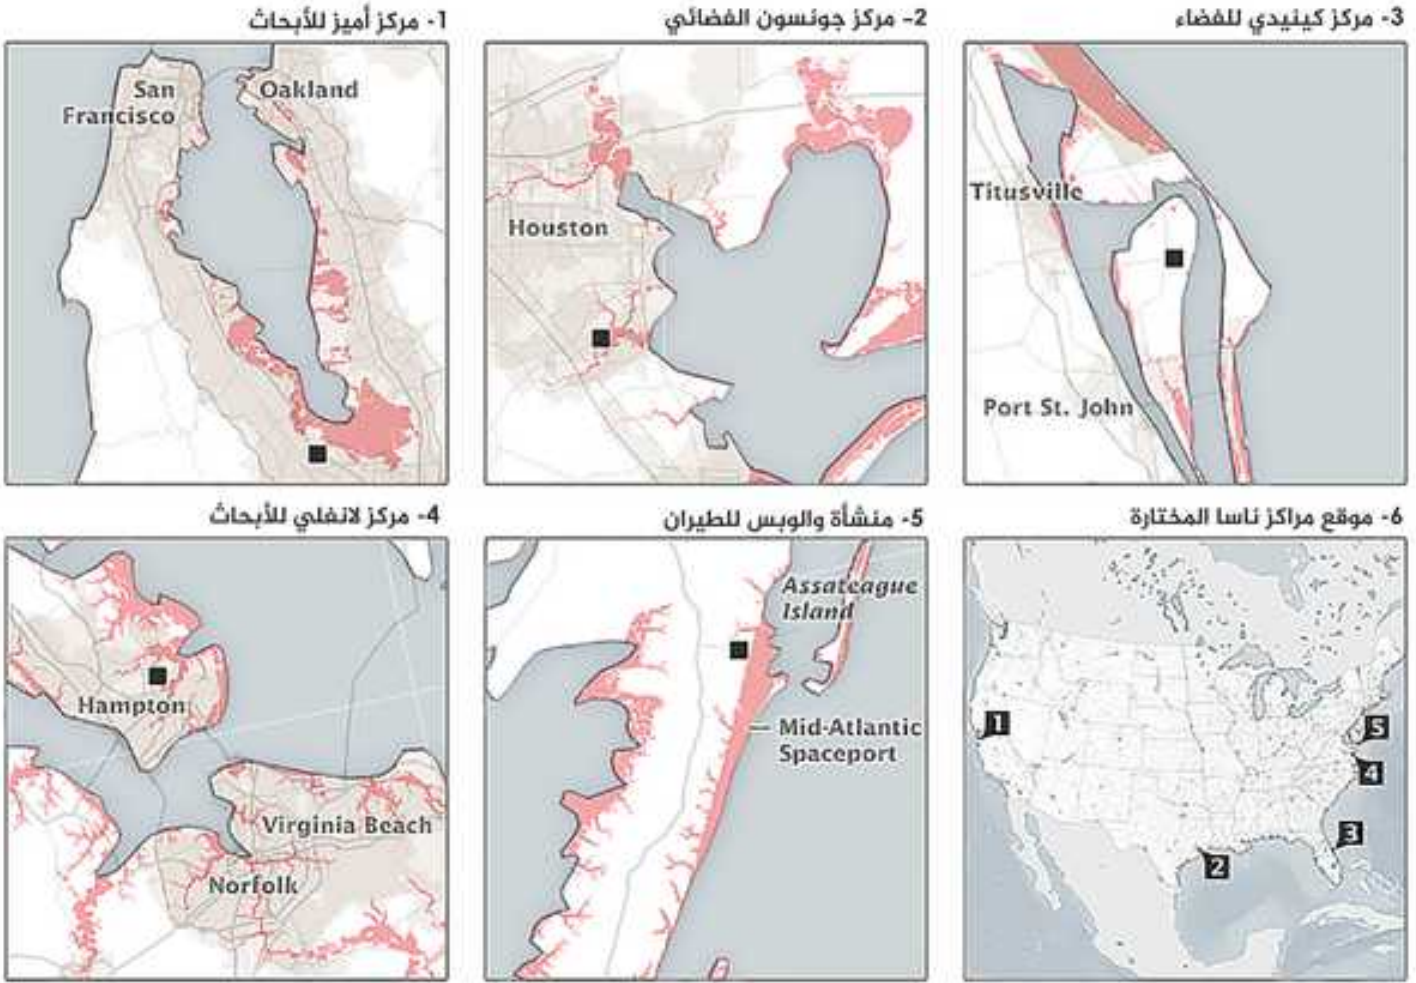 1- مركز أميز للأبحاث
San
Francisco
Oakland
2- مركز جونسون الفضائي
Houston
3- مركز كينيدي للفضاء
Titusville
Port St. John
4- مركز لانغلي للأبحاث
Hampton
Virginia Beach
Norfolk
5- منشأة والوبس للطيران
Assateague
Island
Mid-Atlantic
Spaceport
6- موقع مراكز ناسا المختارة
1
5
4
3
2